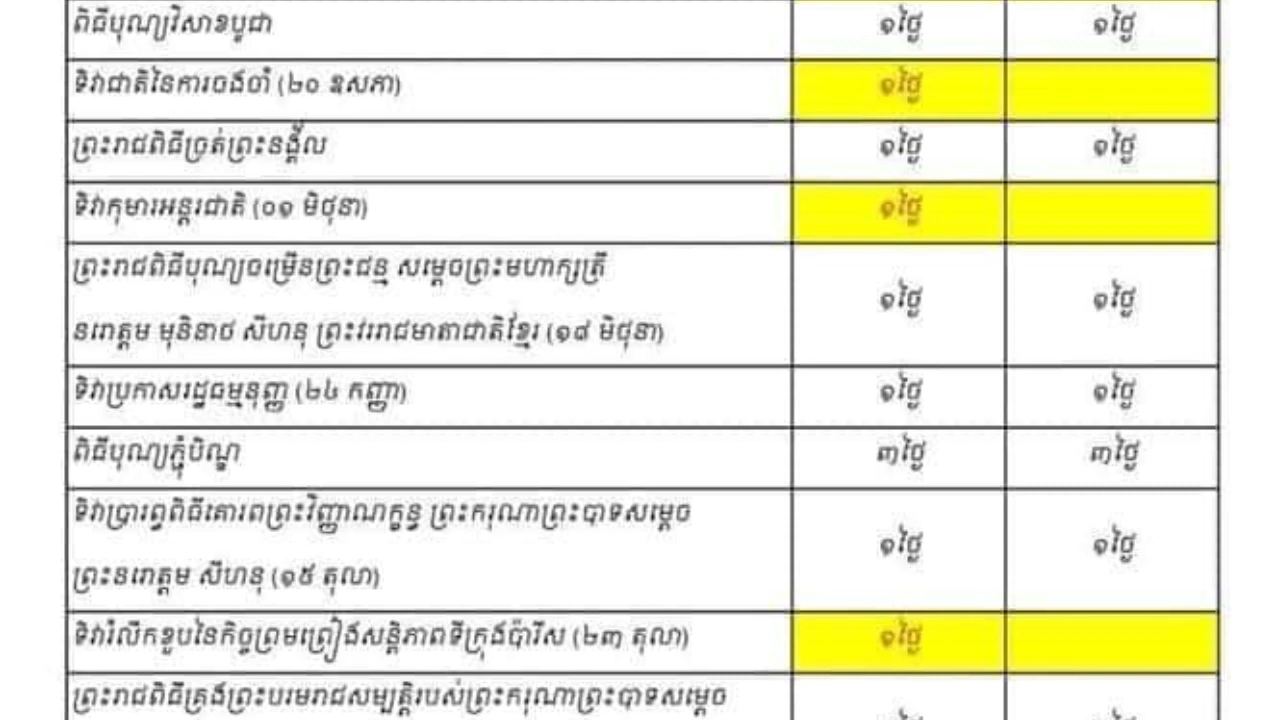 ពិធីបុណ្យវិសាខបូជា ១ថ្ងៃ ១ថ្ងៃ
ទិវាជាតិនៃការចងចាំ (២០ ឧសភា) ១ថ្ងៃ
ព្រះរាជពិធីច្រត់ព្រះនង្គ័ល ១ថ្ងៃ ១ថ្ងៃ
ទិវាកុមារអន្តរជាតិ (០១ មិថុនា) ១ថ្ងៃ
ព្រះរាជពិធីបុណ្យចម្រើនព្រះជន្ម សម្តេចព្រះមហាក្សត្រី
នរោត្តម មុនិនាថ សីហនុ ព្រះវររាជមាតាជាតិខ្មែរ (១៨ មិថុនា) ១ថ្ងៃ ១ថ្ងៃ
ទិវាប្រកាសរដ្ឋធម្មនុញ្ញ (២៤ កញ្ញា) ១ថ្ងៃ ១ថ្ងៃ
ពិធីបុណ្យភ្ជុំបិណ្ឌ ៣ថ្ងៃ ៣ថ្ងៃ
ទិវាប្រារព្ធពិធីគោរពព្រះវិញ្ញាណក្ខន្ធ ព្រះករុណាព្រះបាទសម្តេច
ព្រះនរោត្តម សីហនុ (១៥ តុលា) ១ថ្ងៃ ១ថ្ងៃ
ទិវារំលឹកខួបនៃកិច្ចព្រមព្រៀងសន្តិភាពទីក្រុងប៉ារីស (២៣ តុលា) ១ថ្ងៃ
ព្រះរាជពិធីគ្រងព្រះបរមរាជសម្បត្តិរបស់ព្រះករុណាព្រះបាទសម្តេច